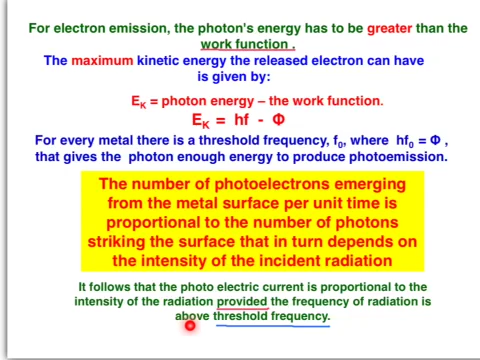 For electron emission, the photon's energy has to be greater than the
work function .
The maximum kinetic energy the released electron can have
is given by:
EK = photon energy – the work function.
EK = hf - Φ
For every metal there is a threshold frequency, f0, where hf0 = Φ ,
that gives the photon enough energy to produce photoemission.
The number of photoelectrons emerging
from the metal surface per unit time is
proportional to the number of photons
striking the surface that in turn depends on
the intensity of the incident radiation
It follows that the photo electric current is proportional to the
intensity of the radiation provided the frequency of radiation is
above threshold frequency.